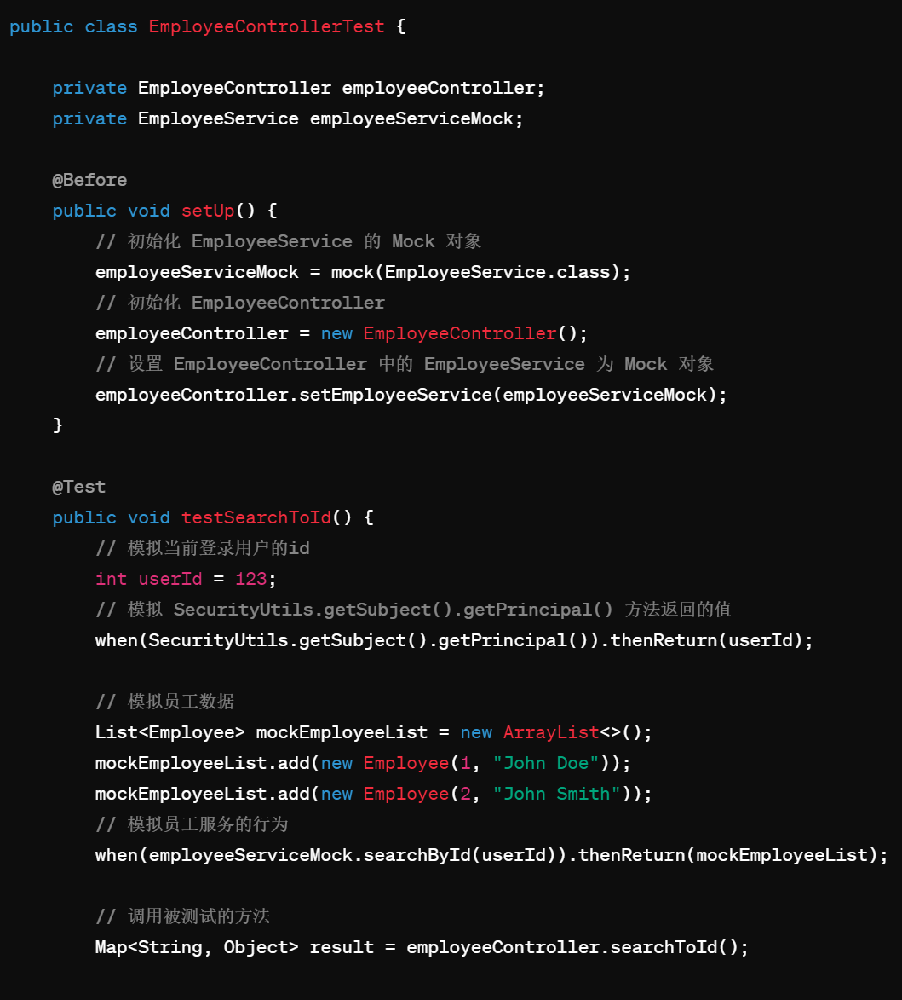 public class EmployeeControllerTest {
private EmployeeController employeeController;
private EmployeeService employeeServiceMock;
@Before
public void setUp() {
// 初始化 EmployeeService 的 Mock 对象
employeeServiceMock = mock(EmployeeService.class);
// 初始化 EmployeeController
employeeController = new EmployeeController();
// 设置 EmployeeController 中的 EmployeeService 为 Mock 对象
employeeController.setEmployeeService(employeeServiceMock);
}
@Test
public void testSearchToId() {
// 模拟当前登录用户的id
int userId = 123;
// 模拟 SecurityUtils.getSubject().getPrincipal() 方法返回的值
when(SecurityUtils.getSubject().getPrincipal()).thenReturn(userId);
// 模拟员工数据
List<Employee> mockEmployeeList = new ArrayList<>();
mockEmployeeList.add(new Employee(1, "John Doe"));
mockEmployeeList.add(new Employee(2, "John Smith"));
// 模拟员工服务的行为
when(employeeServiceMock.searchById(userId)).thenReturn(mockEmployeeList);
// 调用被测试的方法
Map<String, Object> result = employeeController.searchToId();